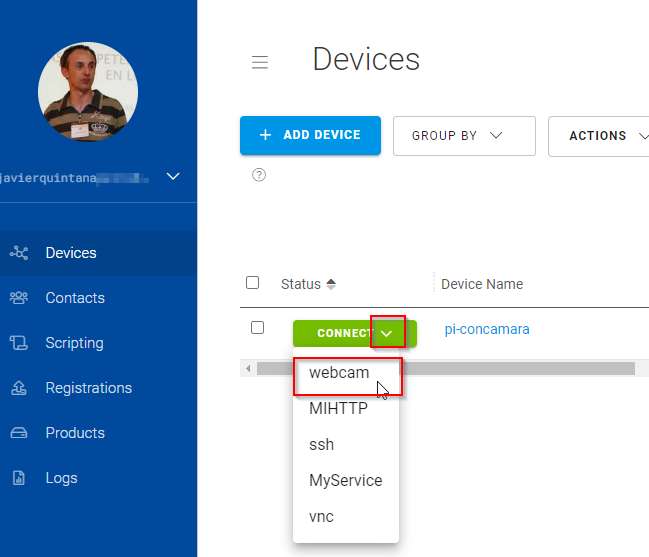 Devices
EN L
javierquintana
+ ADD DEVICE
GROUP BY
ACTIONS
?
Devices
Contacts
Scripting
Registrations
Products
Logs
Status
Device Name
CONNECT
pi-concamara
webcam
MIHTTP
ssh
MyService
vnc